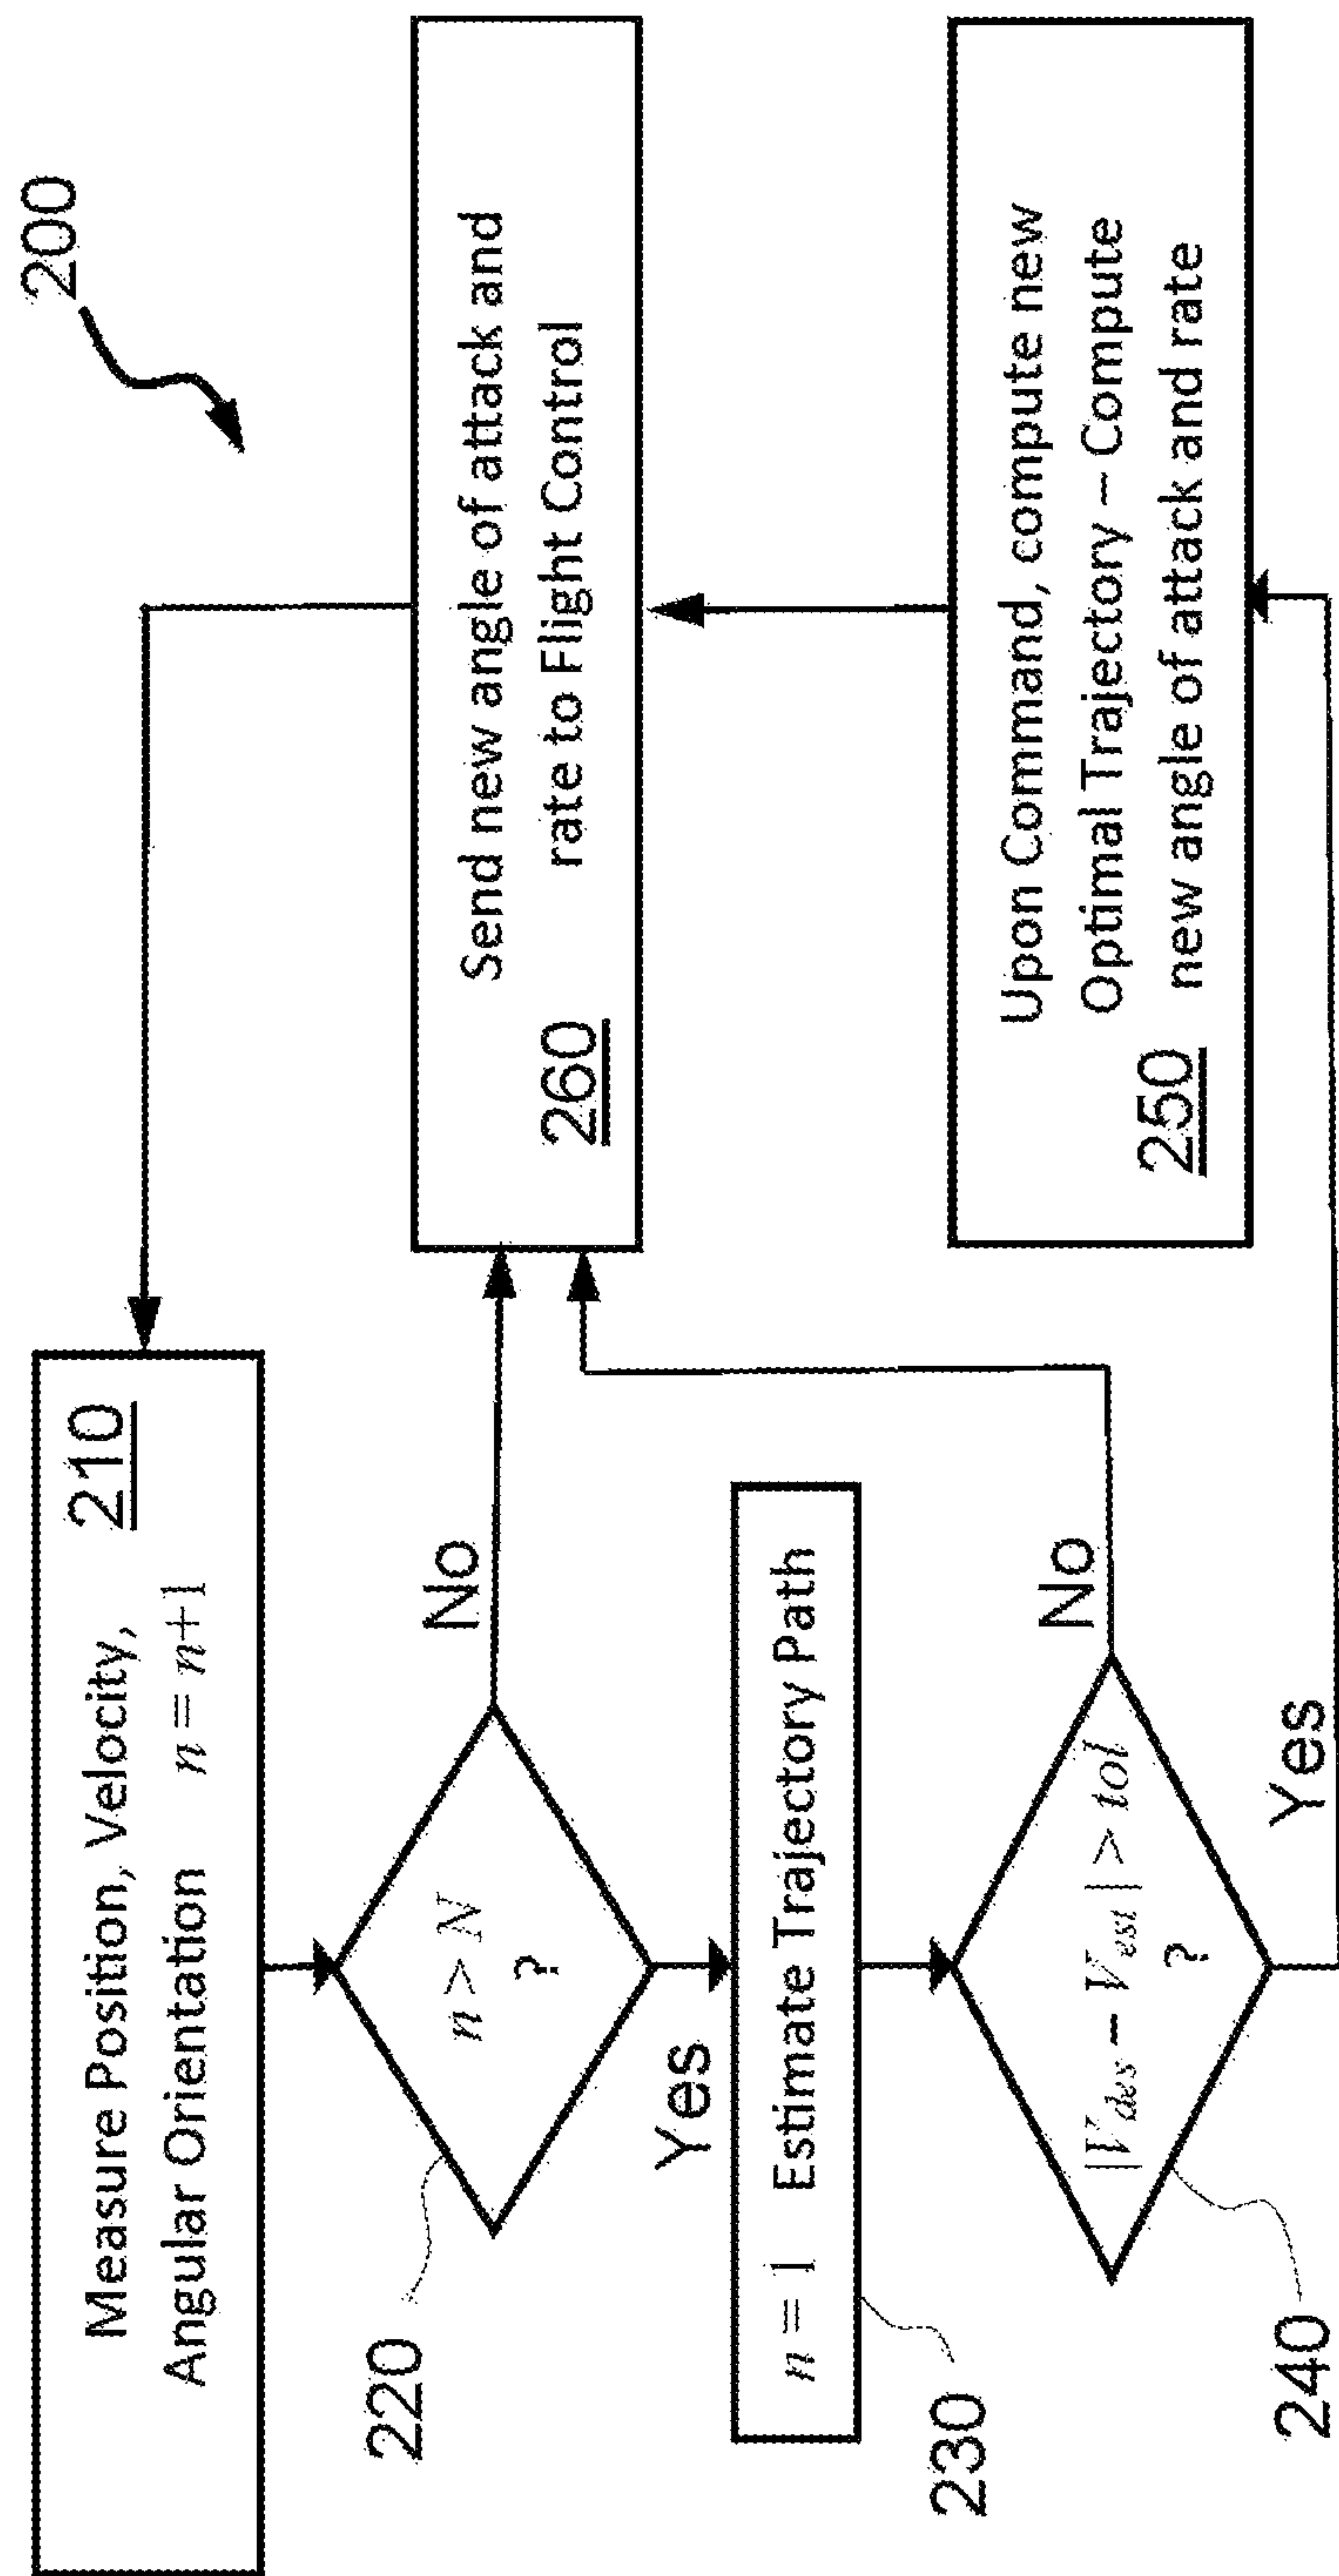 200
Measure Position, Velocity, 210
Angular Orientation n = n+1
220
n > N
?
No
Yes
n = 1 Estimate Trajectory Path
230
|V_des − V_est| > tol
?
No
Yes
240
Send new angle of attack and
260 rate to Flight Control
Upon Command, compute new
Optimal Trajectory – Compute
250 new angle of attack and rate